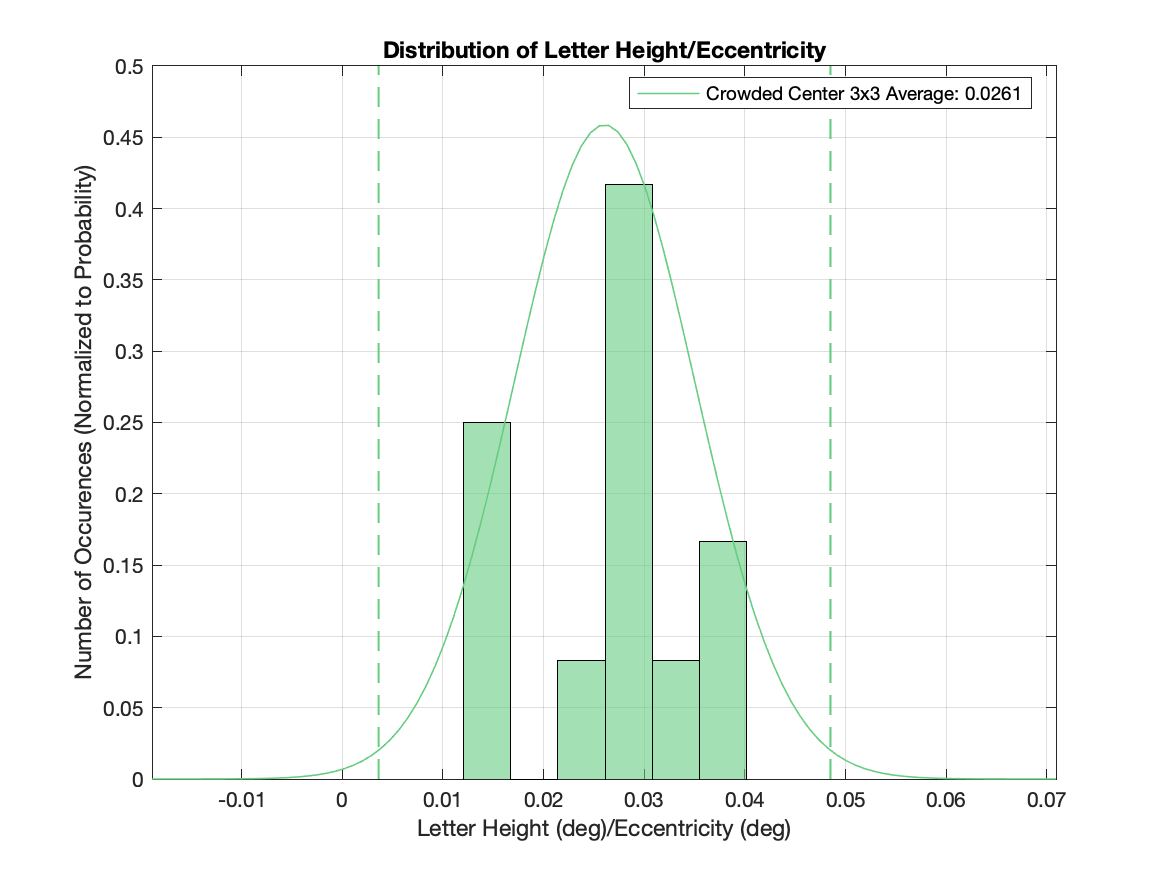 Distribution of Letter Height/Eccentricity
Crowded Center 3x3 Average: 0.0261
Number of Occurences (Normalized to Probability)
0.5
0.45
0.4
0.35
0.3
0.25
0.2
0.15
0.1
0.05
0
-0.01 0 0.01 0.02 0.03 0.04 0.05 0.06 0.07
Letter Height (deg)/Eccentricity (deg)